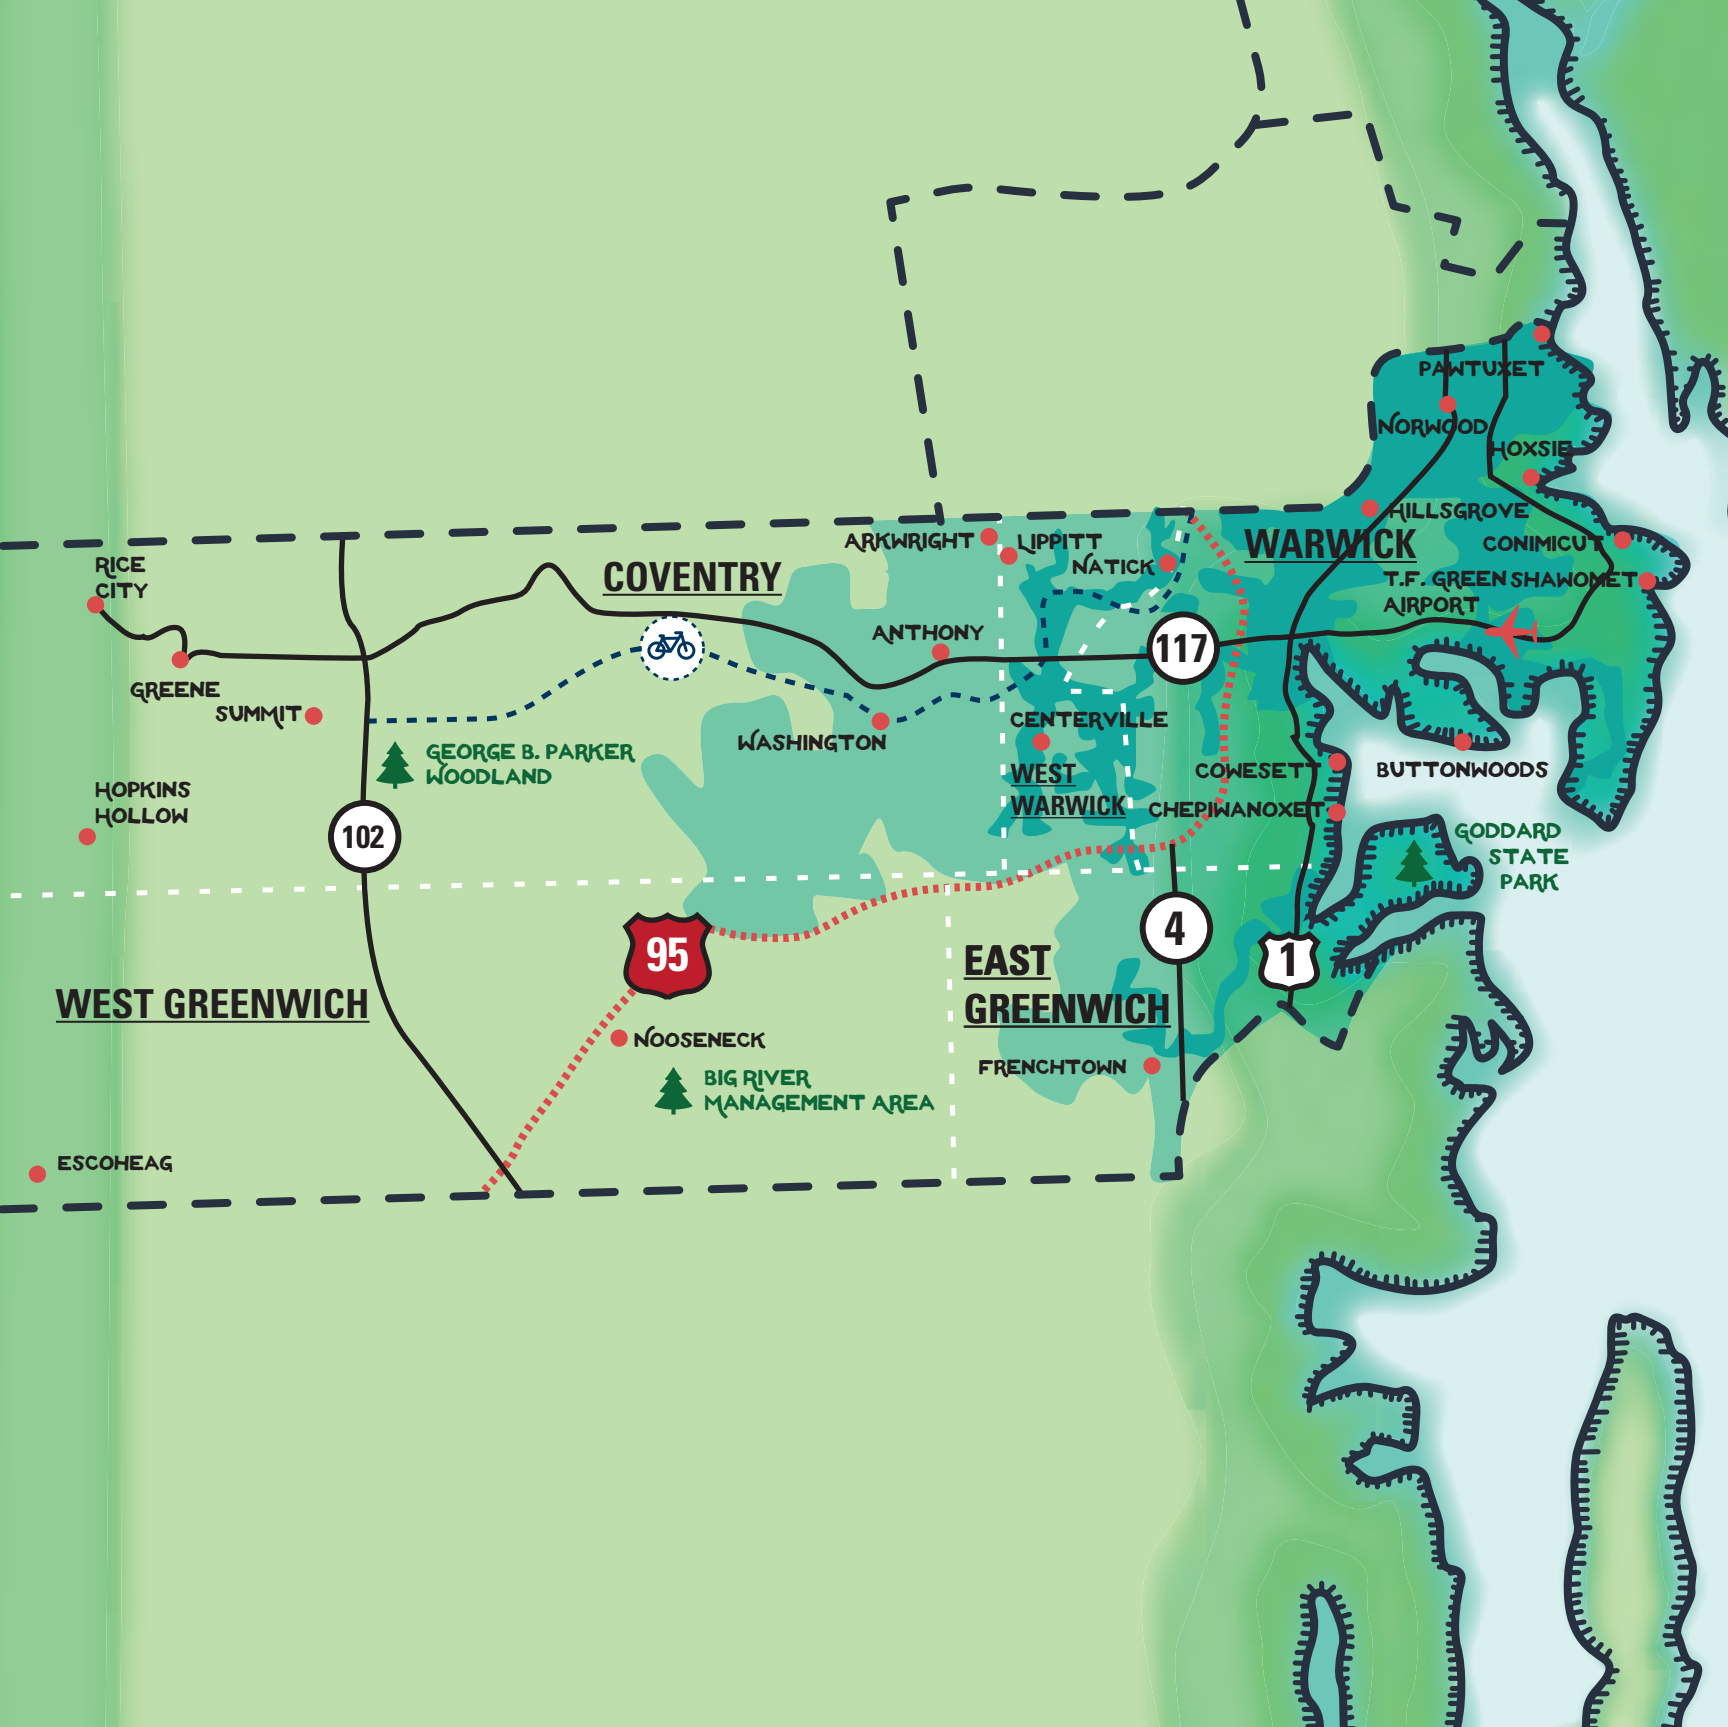 PAWTUXET
NORWOOD
HOXSIE
HILLSGROVE
WARWICK
CONIMICUT
T.F. GREEN
AIRPORT
SHAWOMET
ARKWRIGHT
LIPPITT
NATICK
RICE
CITY
COVENTRY
ANTHONY
117
GREENE
SUMMIT
WASHINGTON
CENTERVILLE
GEORGE B. PARKER
WOODLAND
WEST
WARWICK
COWESETT
BUTTONWOODS
CHEPIWANOXET
HOPKINS
HOLLOW
102
GODDARD
STATE
PARK
95
4
1
EAST
GREENWICH
WEST GREENWICH
NOOSENECK
FRENCHTOWN
BIG RIVER
MANAGEMENT AREA
ESCOHEAG